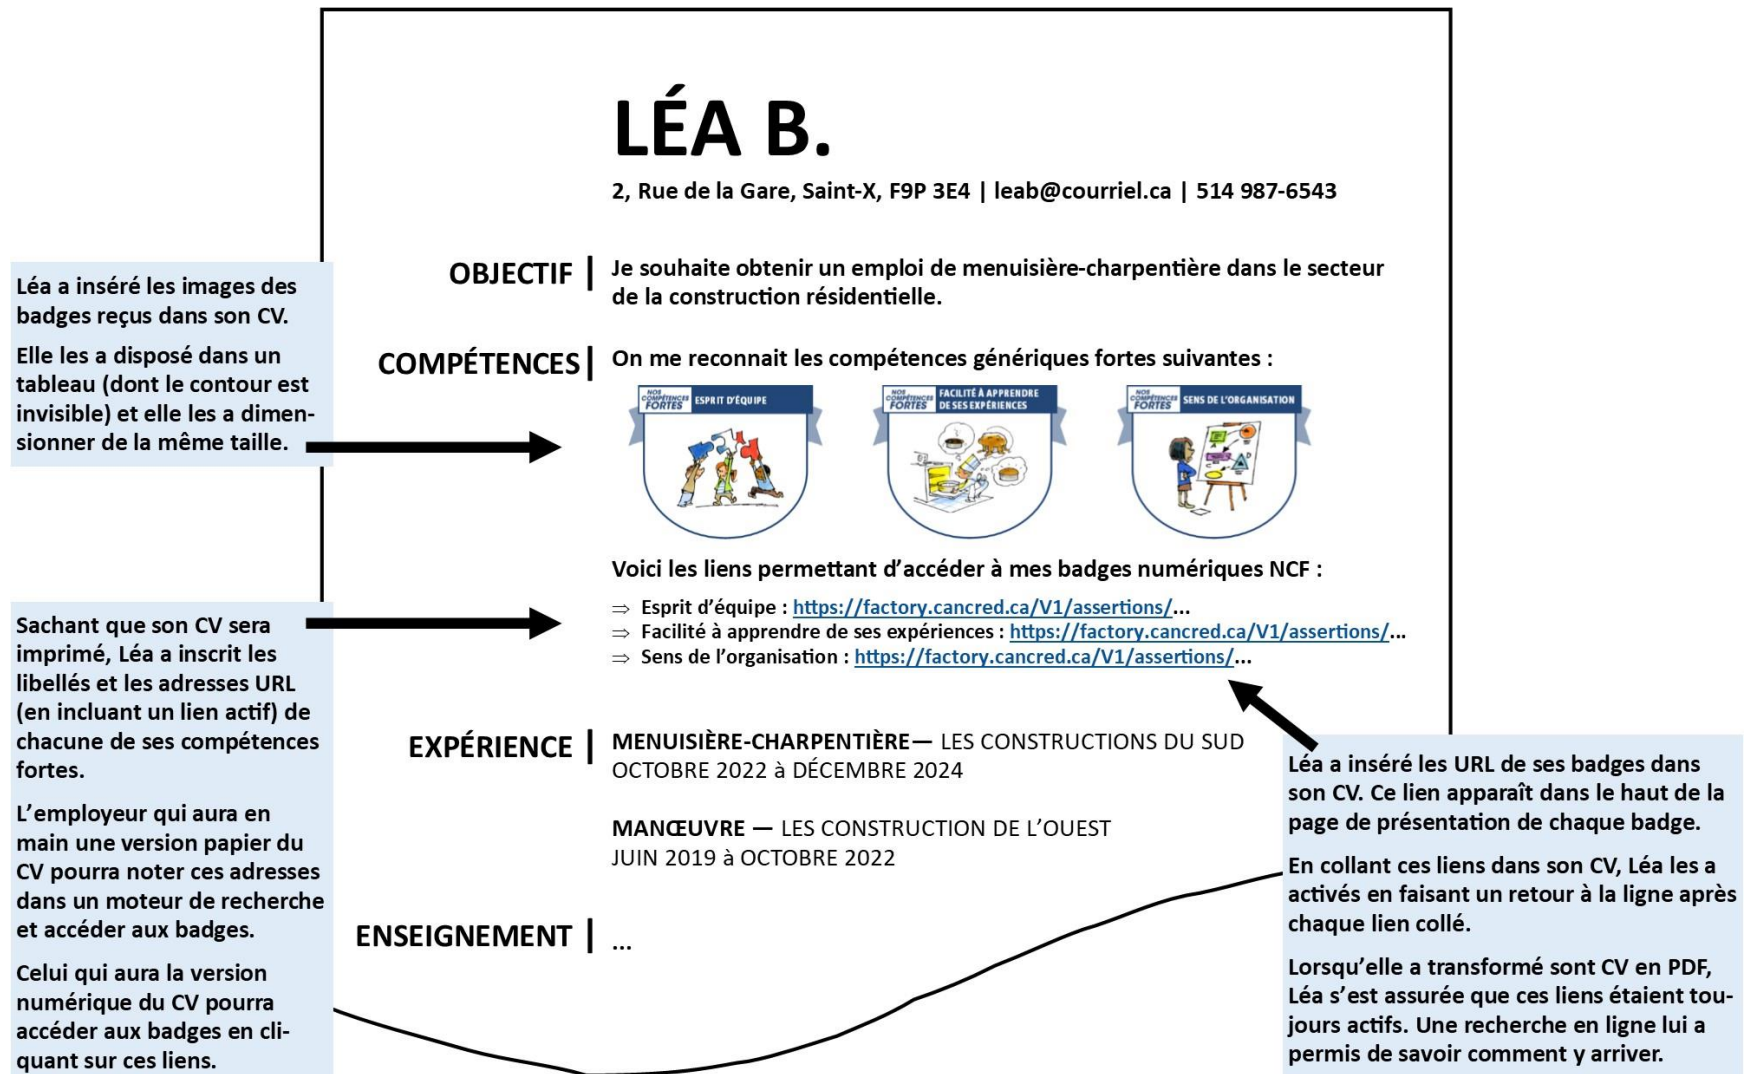 LÉA B.
2, Rue de la Gare, Saint-X, F9P 3E4 | leab@courriel.ca | 514 987-6543
OBJECTIF
Je souhaite obtenir un emploi de menuisière-charpentière dans le secteur
de la construction résidentielle.
COMPÉTENCES
On me reconnait les compétences génériques fortes suivantes :
NOS COMPÉTENCES FORTES
ESPRIT D'ÉQUIPE
NOS COMPÉTENCES FORTES
FACILITÉ À APPRENDRE
DE SES EXPÉRIENCES
NOS COMPÉTENCES FORTES
SENS DE L'ORGANISATION
Voici les liens permettant d'accéder à mes badges numériques NCF :
⇒ Esprit d'équipe : https://factory.cancred.ca/V1/assertions/...
⇒ Facilité à apprendre de ses expériences : https://factory.cancred.ca/V1/assertions/...
⇒ Sens de l'organisation : https://factory.cancred.ca/V1/assertions/...
EXPÉRIENCE
MENUISIÈRE-CHARPENTIÈRE— LES CONSTRUCTIONS DU SUD
OCTOBRE 2022 à DÉCEMBRE 2024
MANŒUVRE — LES CONSTRUCTION DE L'OUEST
JUIN 2019 à OCTOBRE 2022
ENSEIGNEMENT
...
Léa a inséré les images des
badges reçus dans son CV.
Elle les a disposé dans un
tableau (dont le contour est
invisible) et elle les a dimen-
sionner de la même taille.
Sachant que son CV sera
imprimé, Léa a inscrit les
libellés et les adresses URL
(en incluant un lien actif) de
chacune de ses compétences
fortes.
L'employeur qui aura en
main une version papier du
CV pourra noter ces adresses
dans un moteur de recherche
et accéder aux badges.
Celui qui aura la version
numérique du CV pourra
accéder aux badges en cli-
quant sur ces liens.
Léa a inséré les URL de ses badges dans
son CV. Ce lien apparaît dans le haut de la
page de présentation de chaque badge.
En collant ces liens dans son CV, Léa les a
activés en faisant un retour à la ligne après
chaque lien collé.
Lorsqu'elle a transformé sont CV en PDF,
Léa s'est assurée que ces liens étaient tou-
jours actifs. Une recherche en ligne lui a
permis de savoir comment y arriver.